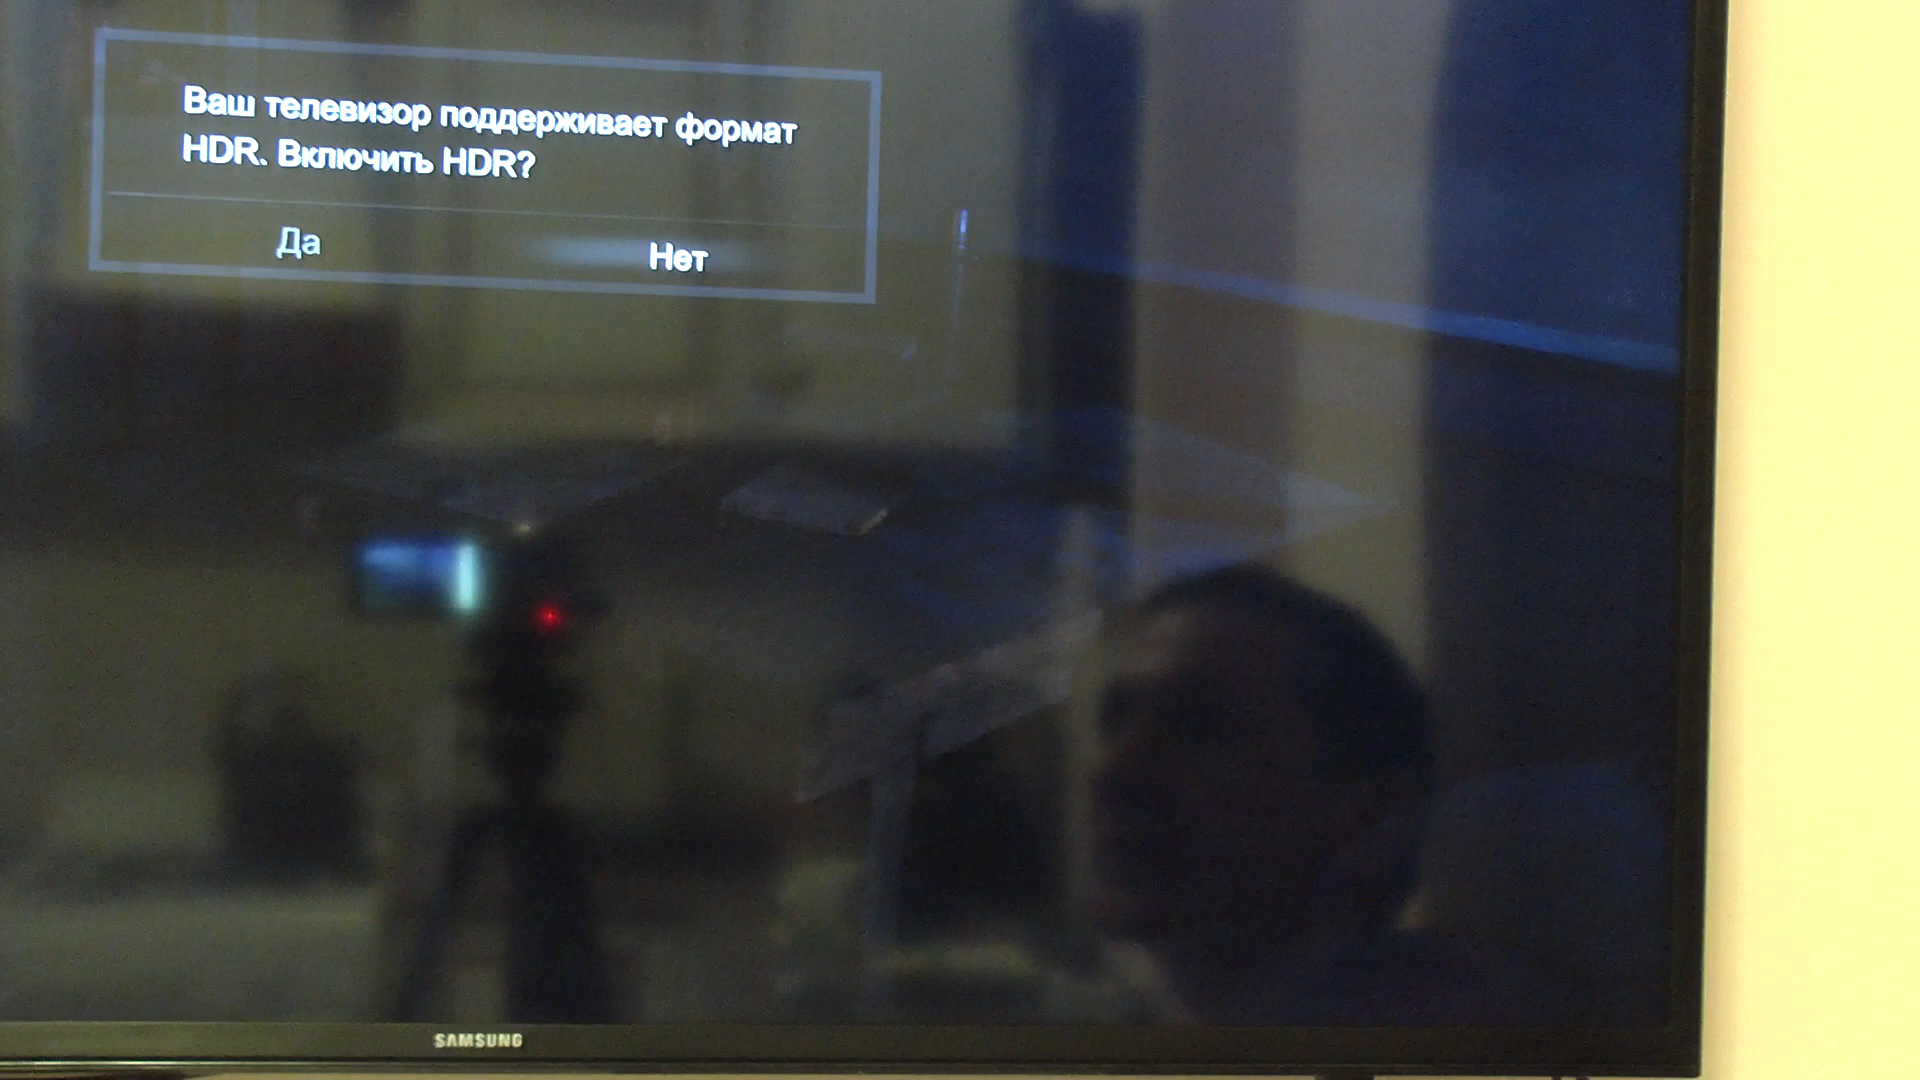 Ваш телевизор поддерживает формат
HDR. Включить HDR?
Да Нет
SAMSUNG